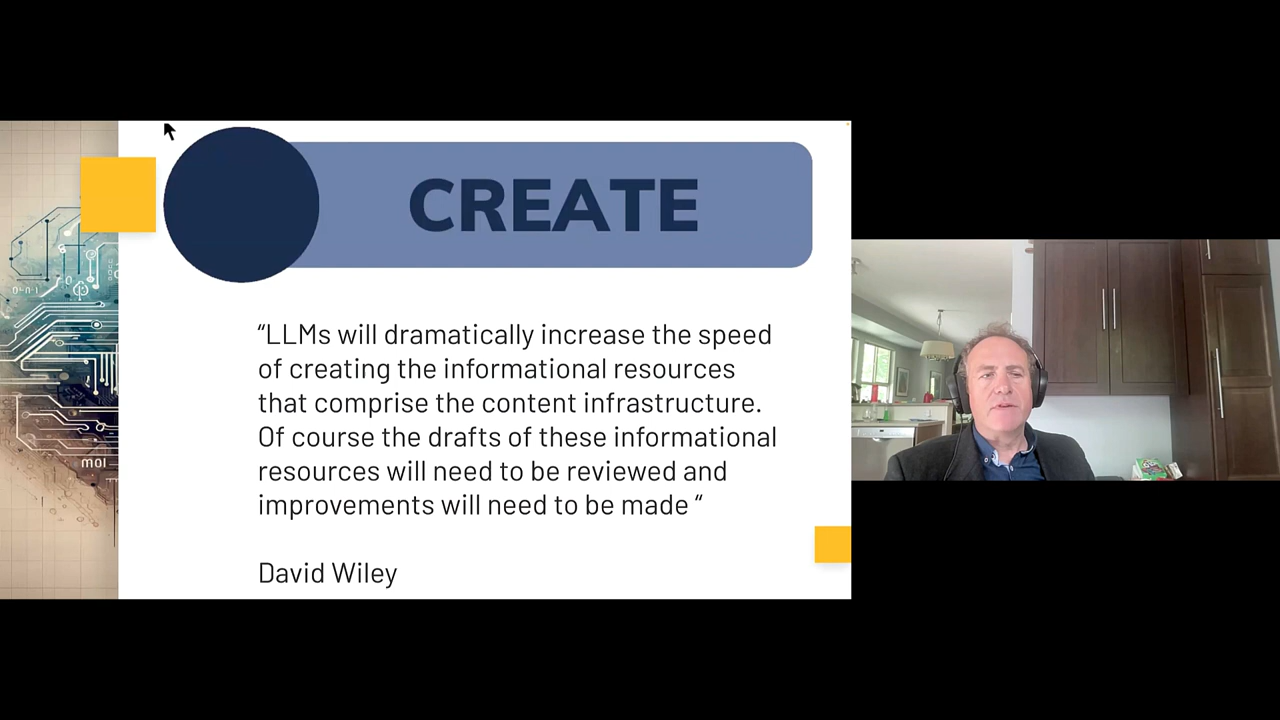 CREATE
“LLMs will dramatically increase the speed
of creating the informational resources
that comprise the content infrastructure.
Of course the drafts of these informational
resources will need to be reviewed and
improvements will need to be made “
David Wiley
MOI